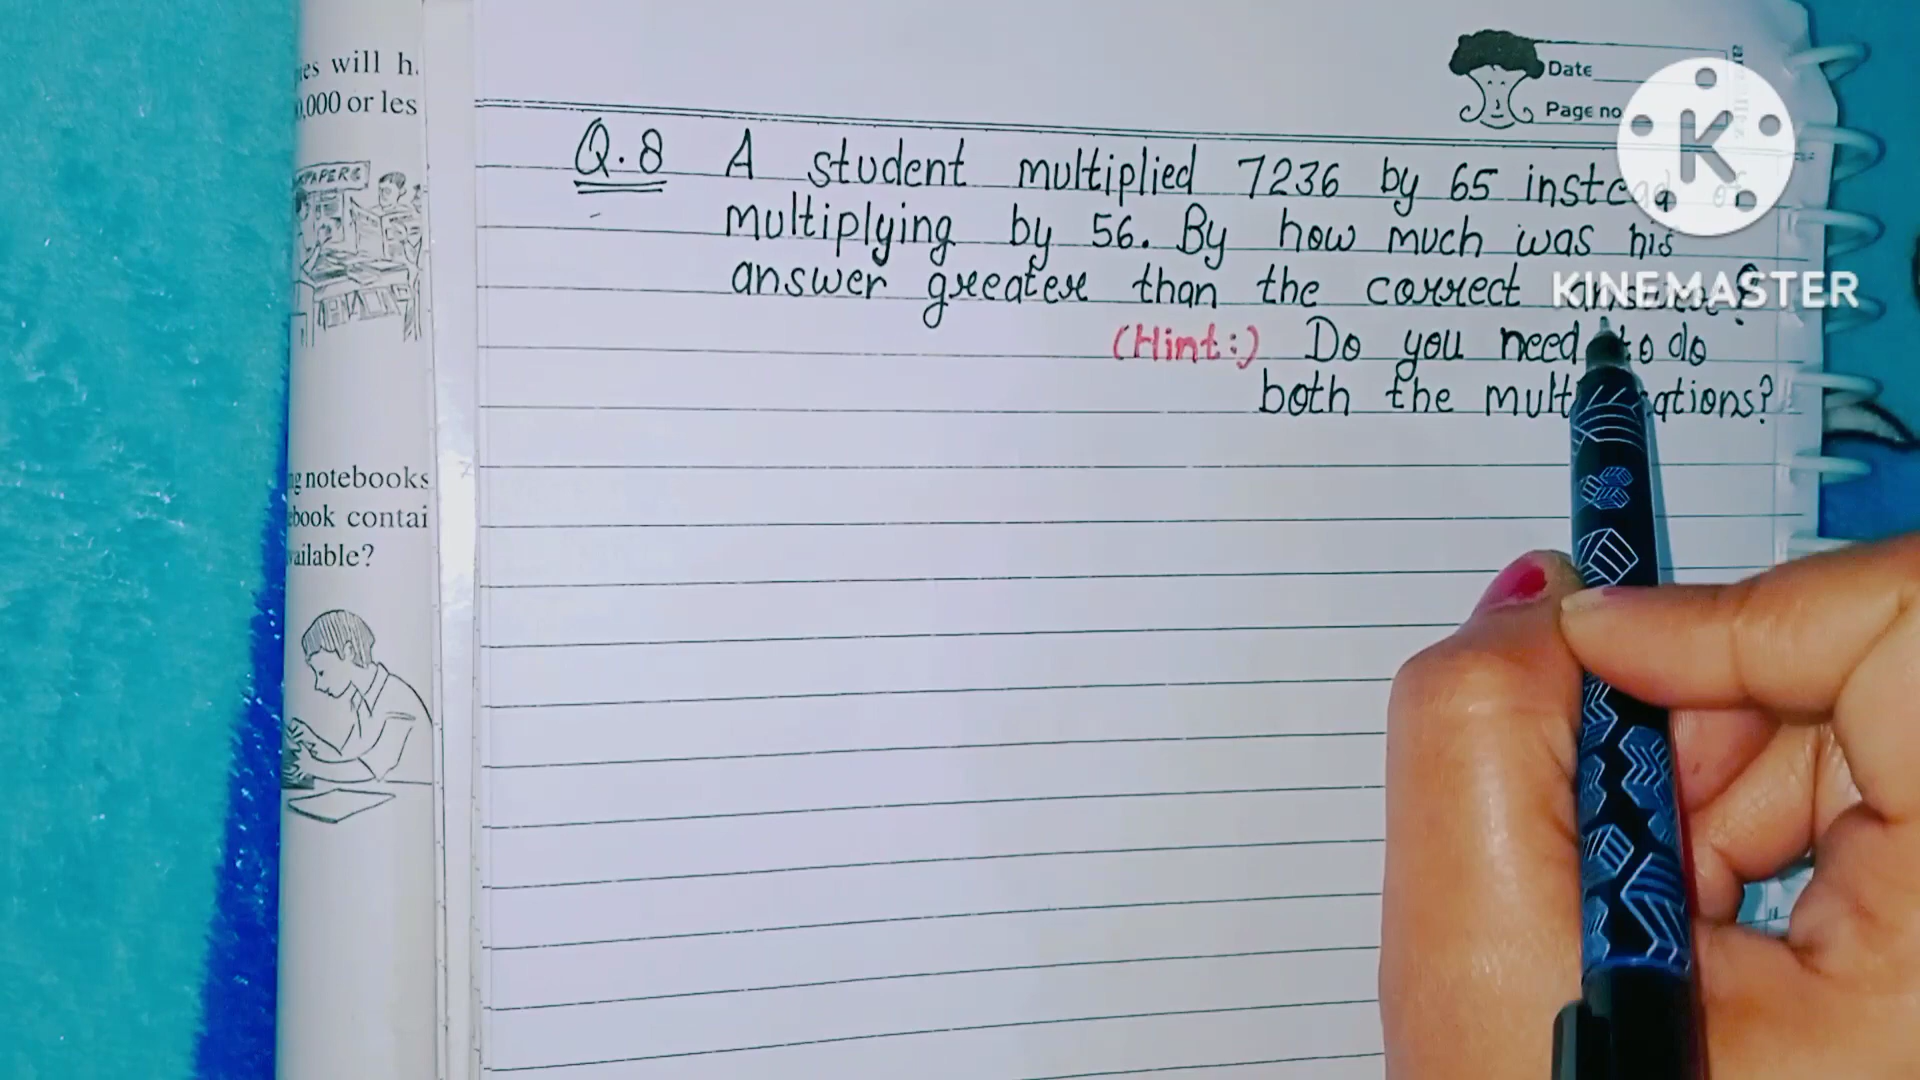 will h.
0,000 or les
Date
Page no
K
Q.8 A student multiplied 7236 by 65 instead of
multiplying by 56. By how much was his
answer greater than the correct answer?
KINEMASTER
(Hint:) Do you need to do
both the
g notebooks
book contai
ailable?